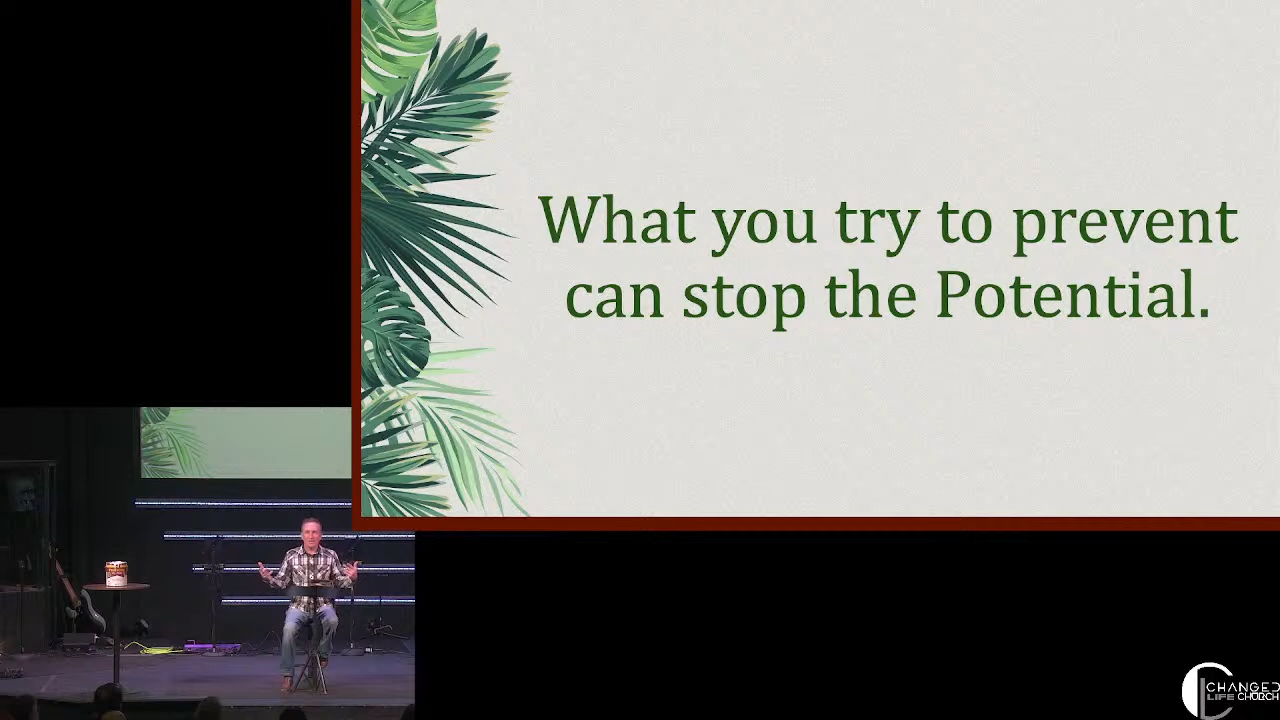 What you try to prevent
can stop the Potential.
CHANGED
LIFE CHURCH